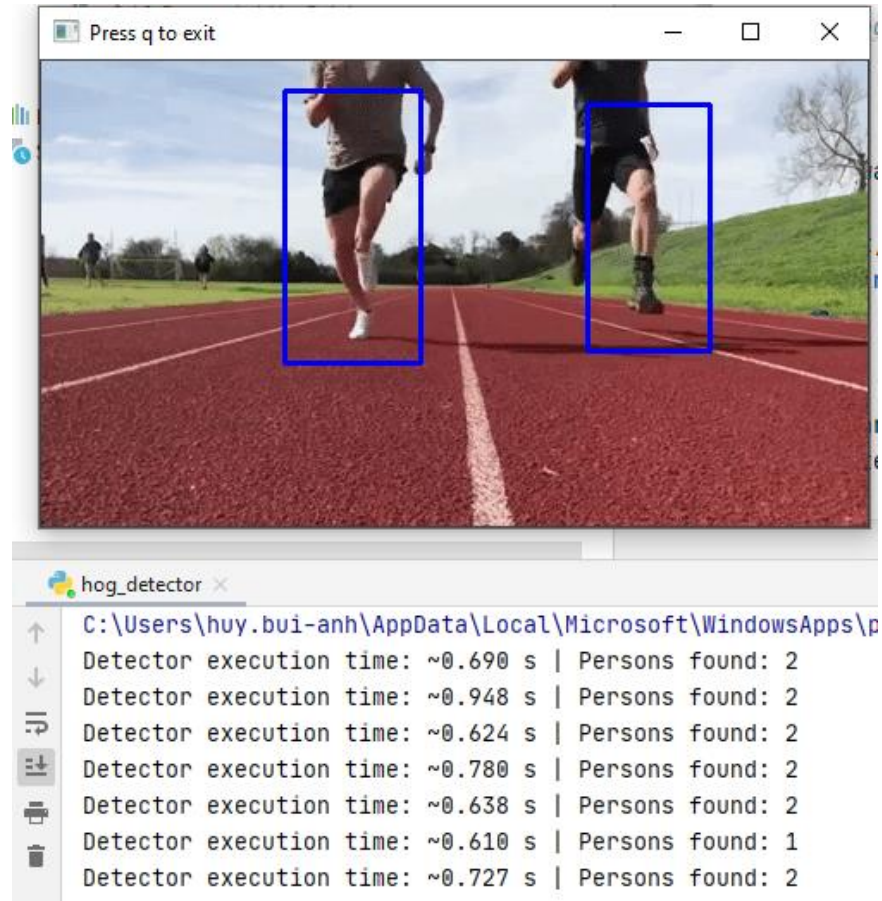 Press q to exit
hog_detector
C:\Users\huy.bui-anh\AppData\Local\Microsoft\WindowsApps\p
Detector execution time: ~0.690 s | Persons found: 2
Detector execution time: ~0.948 s | Persons found: 2
Detector execution time: ~0.624 s | Persons found: 2
Detector execution time: ~0.780 s | Persons found: 2
Detector execution time: ~0.638 s | Persons found: 2
Detector execution time: ~0.610 s | Persons found: 1
Detector execution time: ~0.727 s | Persons found: 2